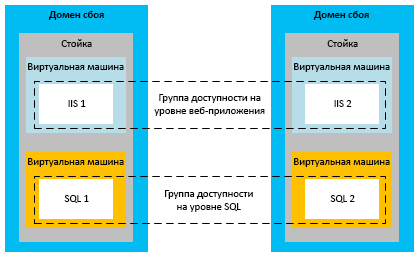 Домен сбоя
Домен сбоя
Стойка
Стойка
Виртуальная машина
Виртуальная машина
IIS 1
Группа доступности на
уровне веб-приложения
IIS 2
Виртуальная машина
Виртуальная машина
SQL 1
Группа доступности
на уровне SQL
SQL 2